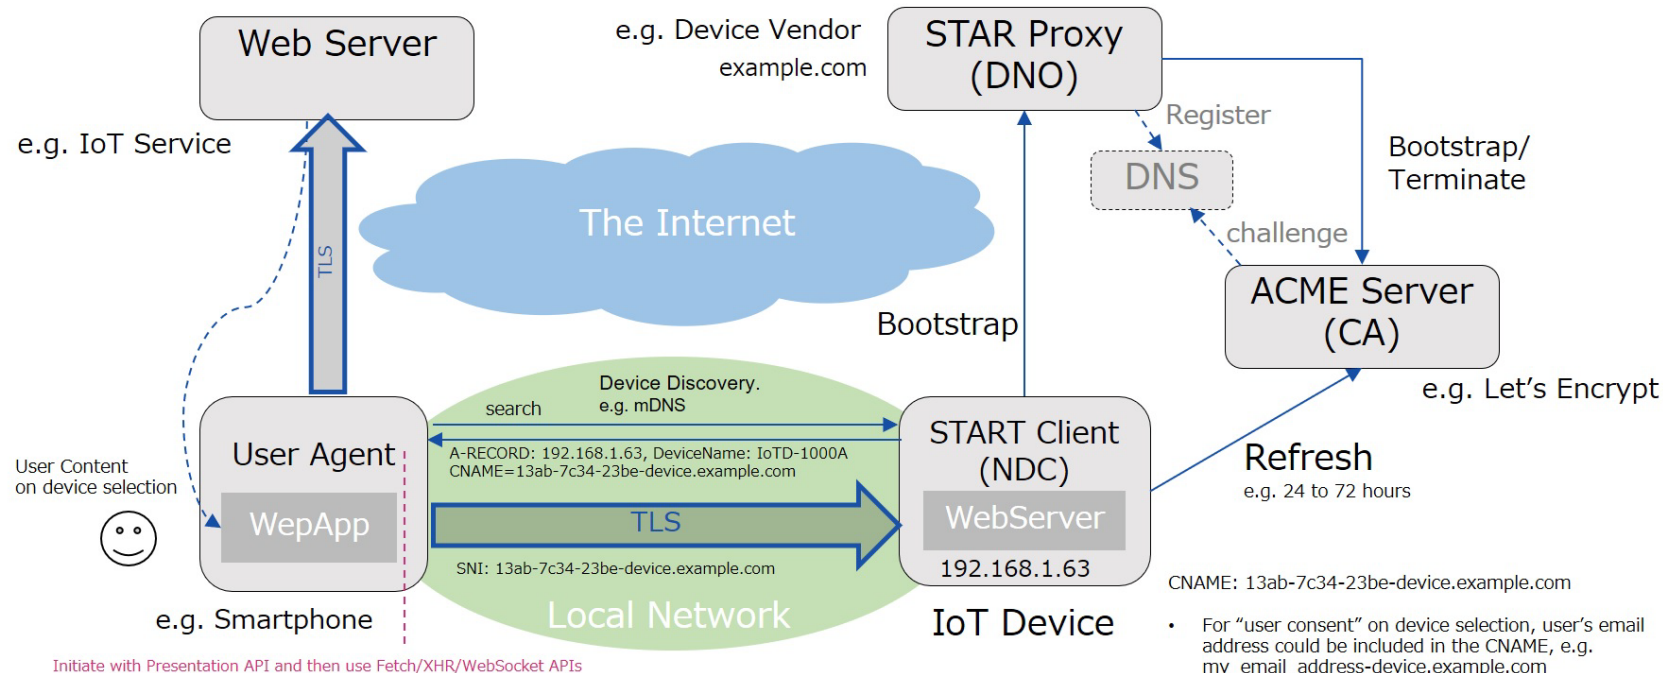 Web Server
e.g. IoT Service
TLS
e.g. Device Vendor
example.com
STAR Proxy
(DNO)
Register
DNS
challenge
Bootstrap/
Terminate
The Internet
ACME Server
(CA)
e.g. Let's Encrypt
Bootstrap
Refresh
e.g. 24 to 72 hours
Device Discovery.
e.g. mDNS
search
A-RECORD: 192.168.1.63, DeviceName: IoTD-1000A
CNAME=13ab-7c34-23be-device.example.com
TLS
SNI: 13ab-7c34-23be-device.example.com
Local Network
User Agent
WepApp
e.g. Smartphone
User Content
on device selection
START Client
(NDC)
WebServer
192.168.1.63
IoT Device
Initiate with Presentation API and then use Fetch/XHR/WebSocket APIs
CNAME: 13ab-7c34-23be-device.example.com
• For “user consent” on device selection, user's email
address could be included in the CNAME, e.g.
my_email_address-device.example.com